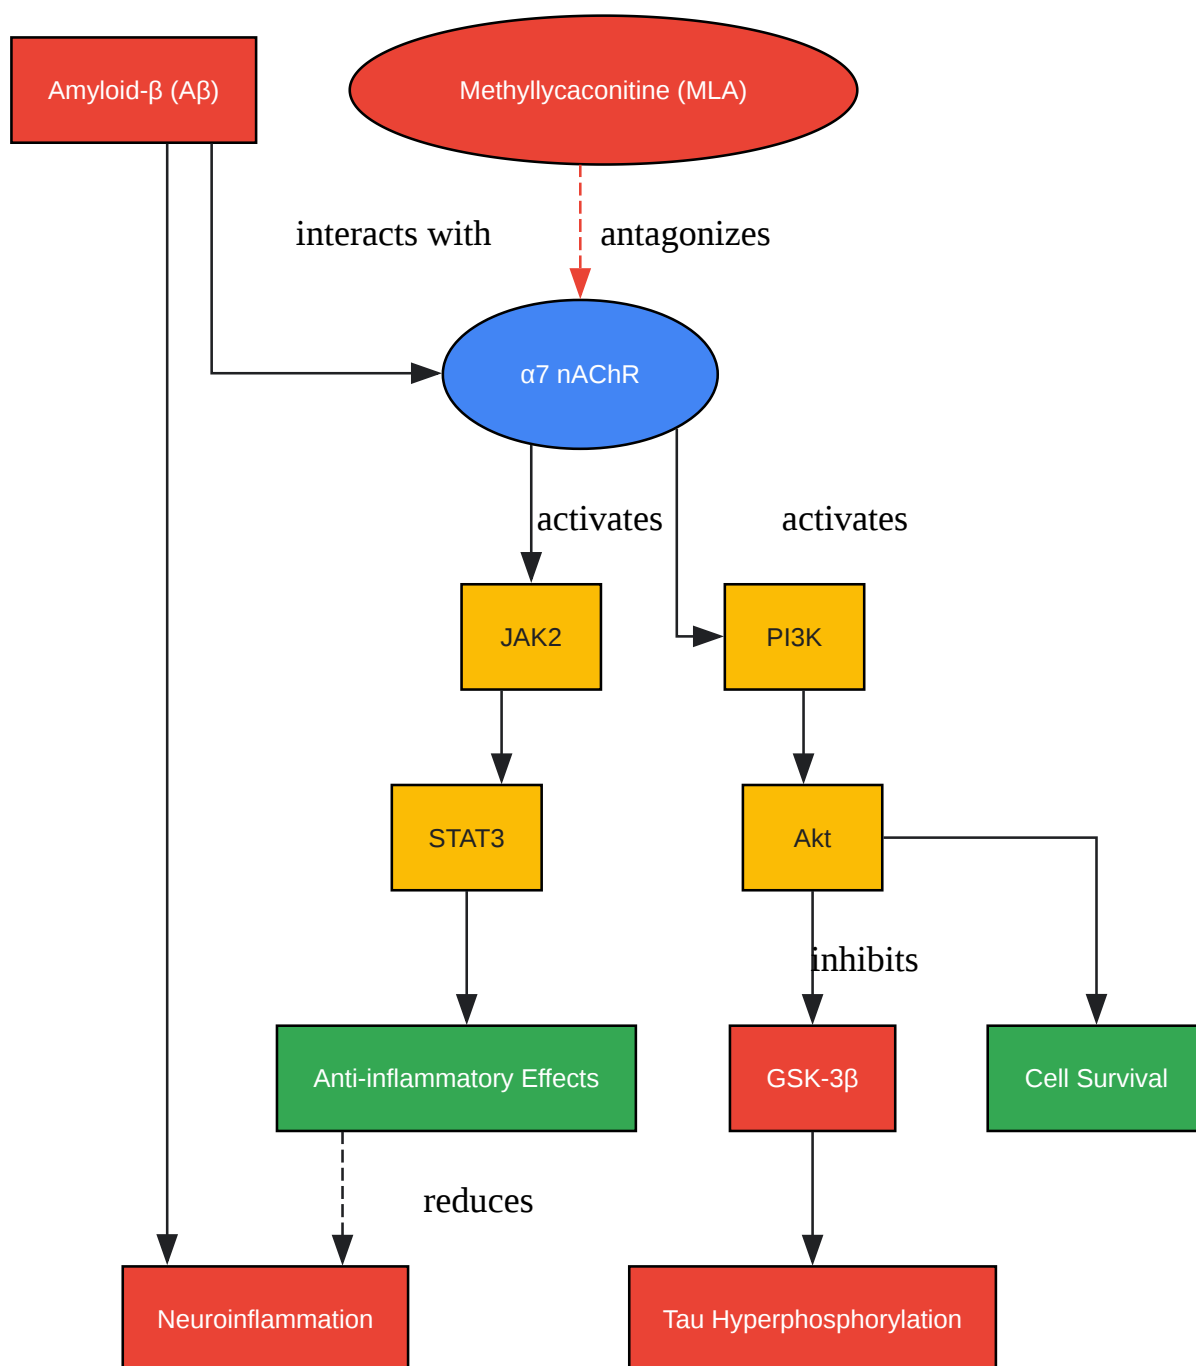 Amyloid-β (Aβ)
Methyllycaconitine (MLA)
interacts with
antagonizes
α7 nAChR
activates
activates
JAK2
PI3K
STAT3
Akt
inhibits
Anti-inflammatory Effects
GSK-3β
Cell Survival
reduces
Neuroinflammation
Tau Hyperphosphorylation